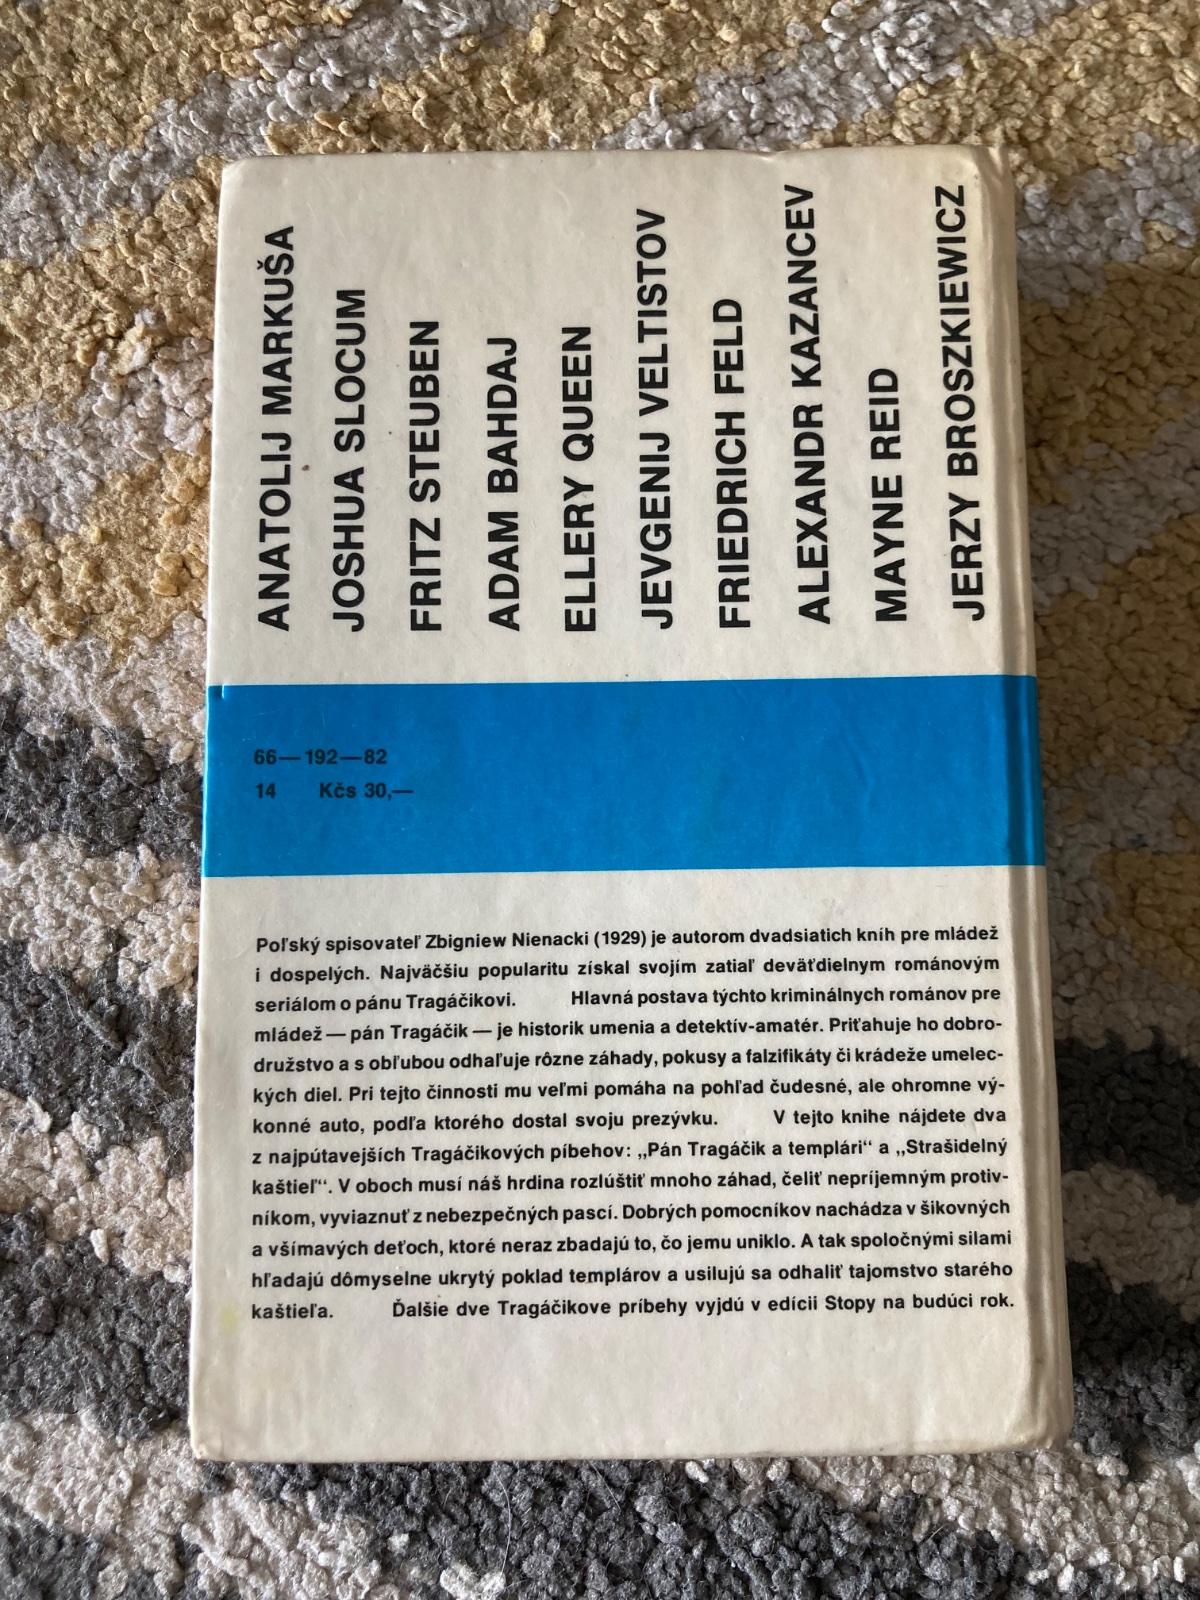 ANATOLIJ MARKUŠA
JOSHUA SLOCUM
FRITZ STEUBEN
ADAM BAHDAJ
ELLERY QUEEN
JEVGENIJ VELTISTOV
FRIEDRICH FELD
ALEXANDR KAZANCEV
MAYNE REID
JERZY BROSZKIEWICZ
66—192—82
14 Kčs 30,—
Poľský spisovateľ Zbigniew Nienacki (1929) je autorom dvadsiatich kníh pre mládež
i dospelých. Najväčšiu popularitu získal svojím zatiaľ deväťdielnym románovým
seriálom o pánu Tragáčikovi. Hlavná postava týchto kriminálnych románov pre
mládež — pán Tragáčik — je historik umenia a detektív-amatér. Priťahuje ho dobro-
družstvo a s obľubou odhaľuje rôzne záhady, pokusy a falzifikáty či krádeže umelec-
kých diel. Pri tejto činnosti mu veľmi pomáha na pohľad čudesné, ale ohromne vý-
konné auto, podľa ktorého dostal svoju prezývku. V tejto knihe nájdete dva
z najpútavejších Tragáčikových píbehov: „Pán Tragáčik a templári“ a „Strašidelný
kaštieľ“. V oboch musí náš hrdina rozlúštiť mnoho záhad, čeliť nepríjemným protiv-
níkom, vyviaznuť z nebezpečných pascí. Dobrých pomocníkov nachádza v šikovných
a všímavých deťoch, ktoré neraz zbadajú to, čo jemu uniklo. A tak spoločnými silami
hľadajú dômyselne ukrytý poklad templárov a usilujú sa odhaliť tajomstvo starého
kaštieľa. Ďalšie dve Tragáčikove príbehy vyjdú v edícii Stopy na budúci rok.